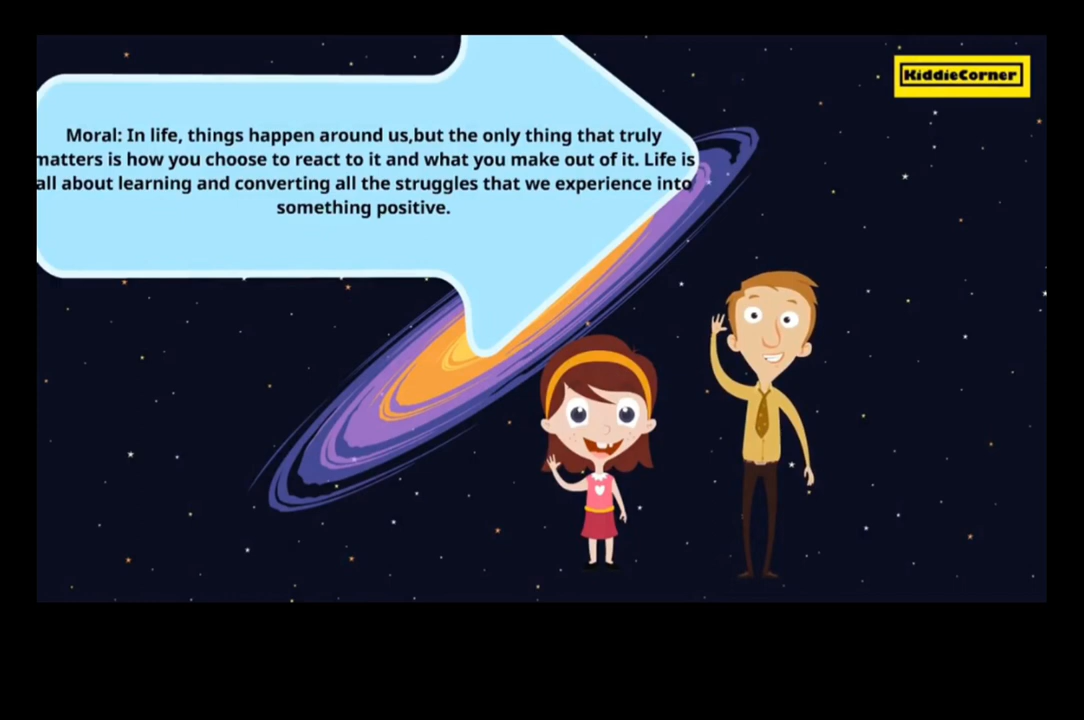 KiddieCorner
Moral: In life, things happen around us,but the only thing that truly
matters is how you choose to react to it and what you make out of it. Life is
all about learning and converting all the struggles that we experience into
something positive.